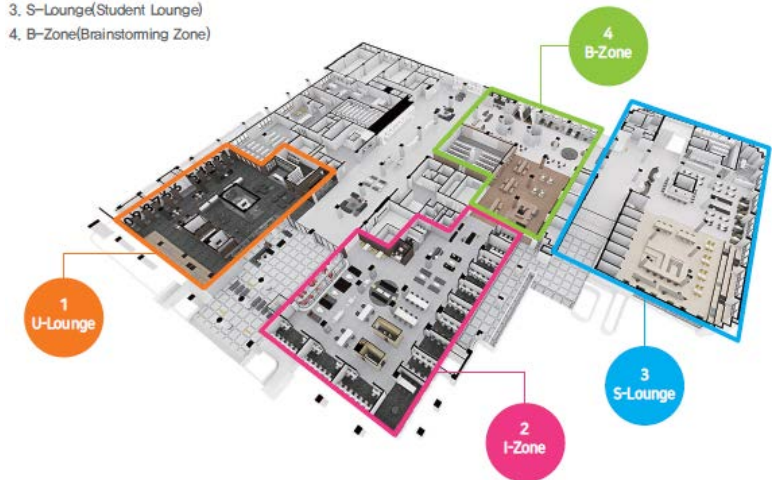 3. S-Lounge(Student Lounge)
4. B-Zone(Brainstorming Zone)
4
B-Zone
1
U-Lounge
3
S-Lounge
2
I-Zone